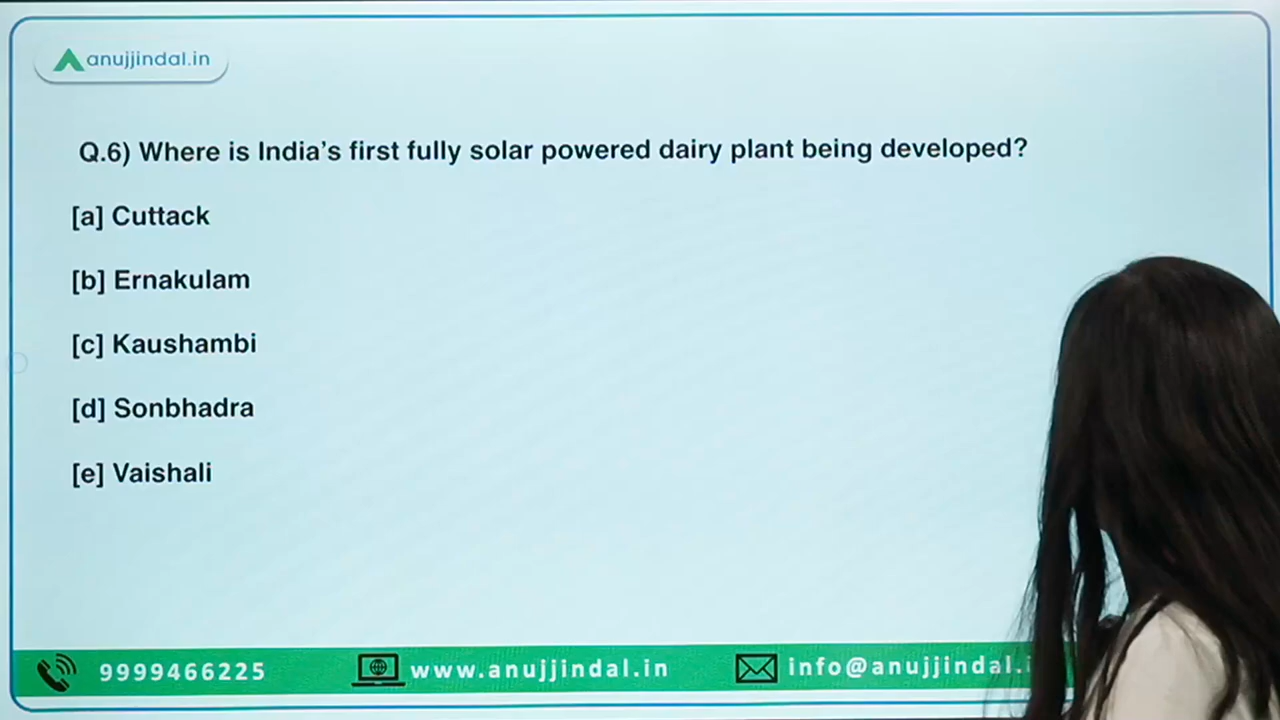 anujjindal.in
Q.6) Where is India’s first fully solar powered dairy plant being developed?
[a] Cuttack
[b] Ernakulam
[c] Kaushambi
[d] Sonbhadra
[e] Vaishali
9999466225
www.anujjindal.in
info@anujjindal.i